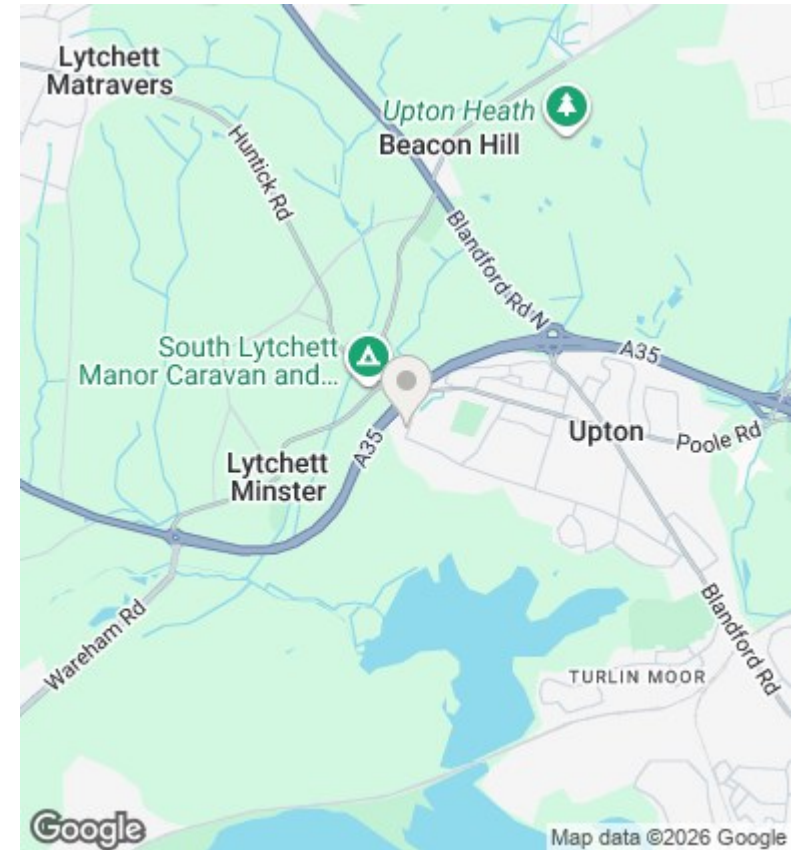 Lytchett
Matravers
Upton Heath
Beacon Hill
Huntick Rd
Blandford Rd N
South Lytchett
Manor Caravan and...
A35
A35
Upton
Poole Rd
Lytchett
Minster
Wareham Rd
Blandford Rd
TURLIN MOOR
Google
Map data ©2026 Google